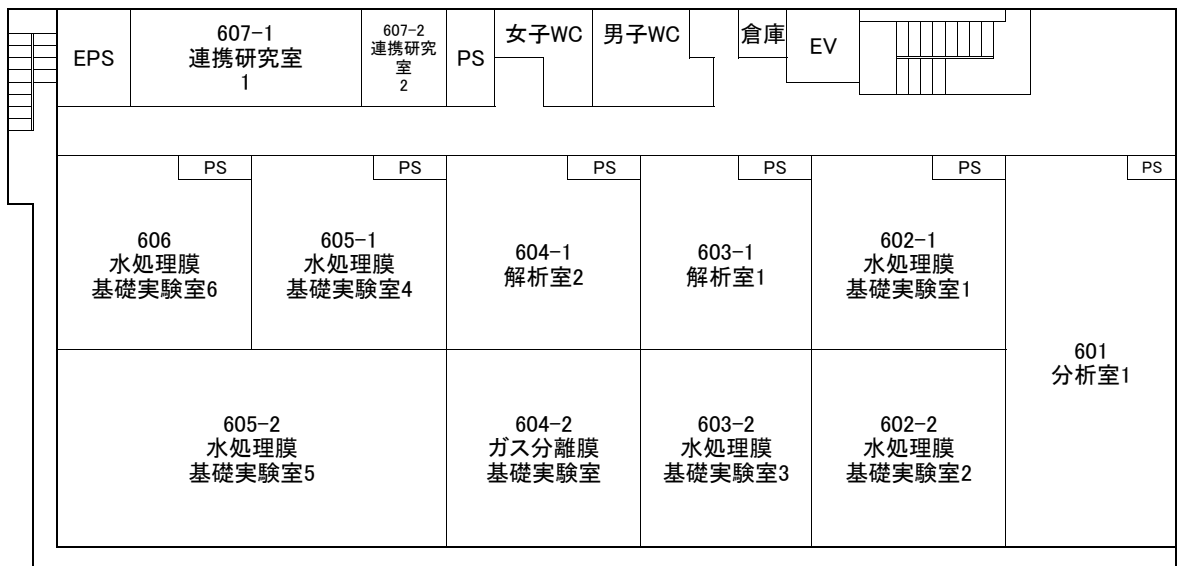 EPS
607-1
連携研究室
1
607-2
連携研究
室
2
PS
女子WC
男子WC
倉庫
EV
PS
PS
PS
PS
PS
PS
606
水処理膜
基礎実験室6
605-1
水処理膜
基礎実験室4
604-1
解析室2
603-1
解析室1
602-1
水処理膜
基礎実験室1
601
分析室1
605-2
水処理膜
基礎実験室5
604-2
ガス分離膜
基礎実験室
603-2
水処理膜
基礎実験室3
602-2
水処理膜
基礎実験室2